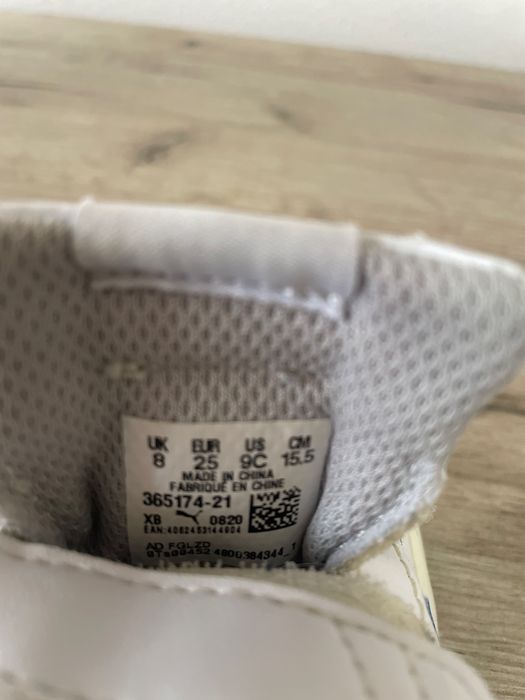 UK EUR US CM
8 25 9C 15.5
MADE IN CHINA
FABRIQUE EN CHINE
365174-21
XB 0820